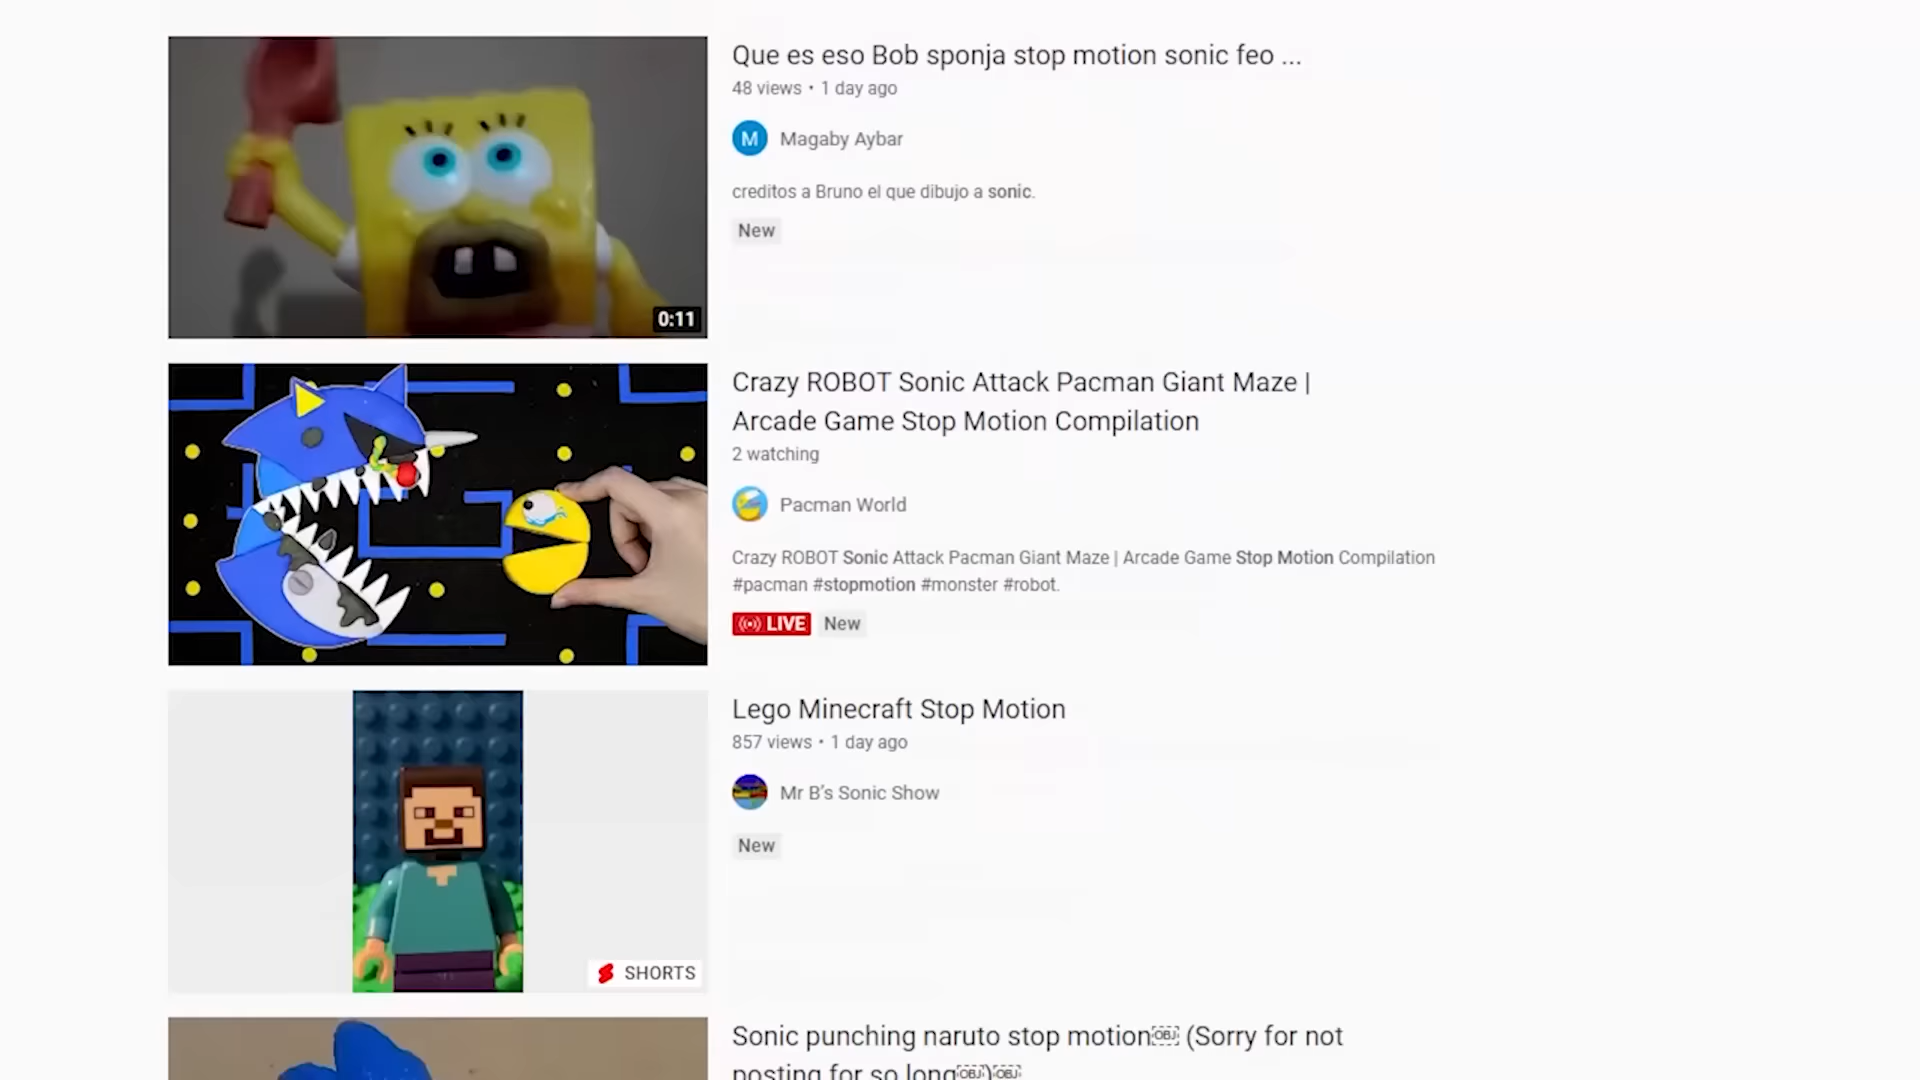 Que es eso Bob sponja stop motion sonic feo ...
48 views • 1 day ago
M Magaby Aybar
creditos a Bruno el que dibujo a sonic.
New
0:11
Crazy ROBOT Sonic Attack Pacman Giant Maze |
Arcade Game Stop Motion Compilation
2 watching
Pacman World
Crazy ROBOT Sonic Attack Pacman Giant Maze | Arcade Game Stop Motion Compilation
#pacman #stopmotion #monster #robot.
LIVE New
Lego Minecraft Stop Motion
857 views • 1 day ago
Mr B's Sonic Show
New
SHORTS
Sonic punching naruto stop motion￼ (Sorry for not
posting for so long￼)￼